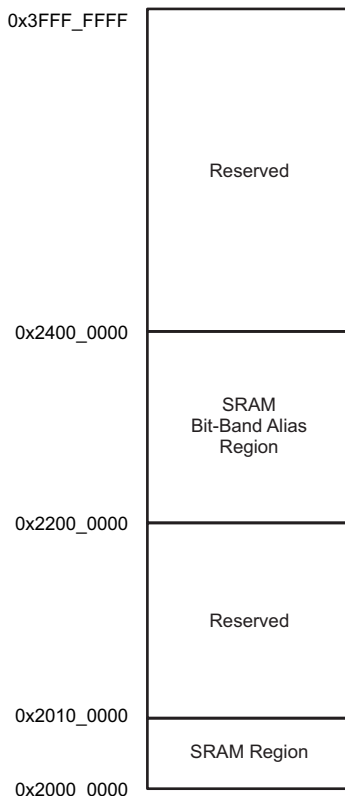 0x3FFF_FFFF
Reserved
0x2400_0000
SRAM
Bit-Band Alias
Region
0x2200_0000
Reserved
0x2010_0000
SRAM Region
0x2000_0000